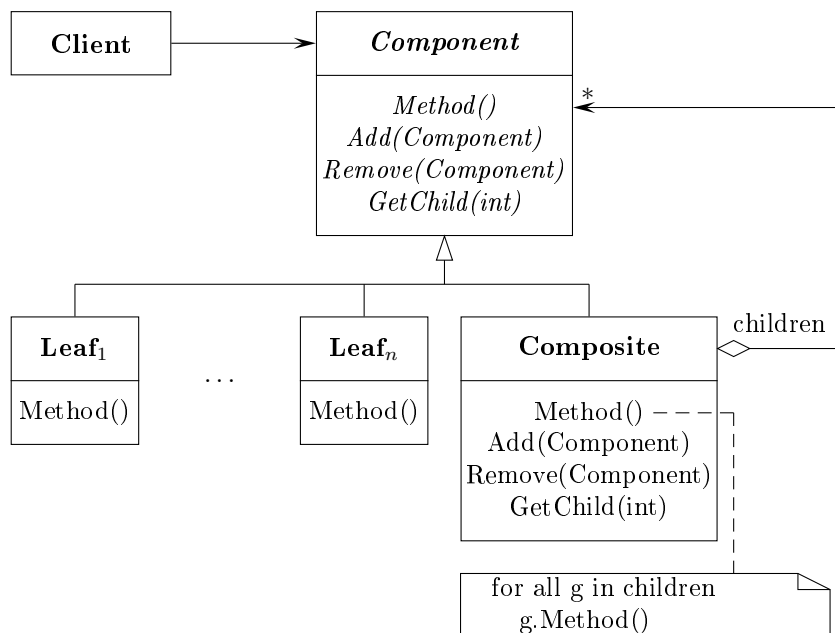 Client
Component
*
Method()
Add(Component)
Remove(Component)
GetChild(int)
children
Leaf₁
...
Leafₙ
Composite
Method()
Method()
Method()
Add(Component)
Remove(Component)
GetChild(int)
for all g in children
g.Method()